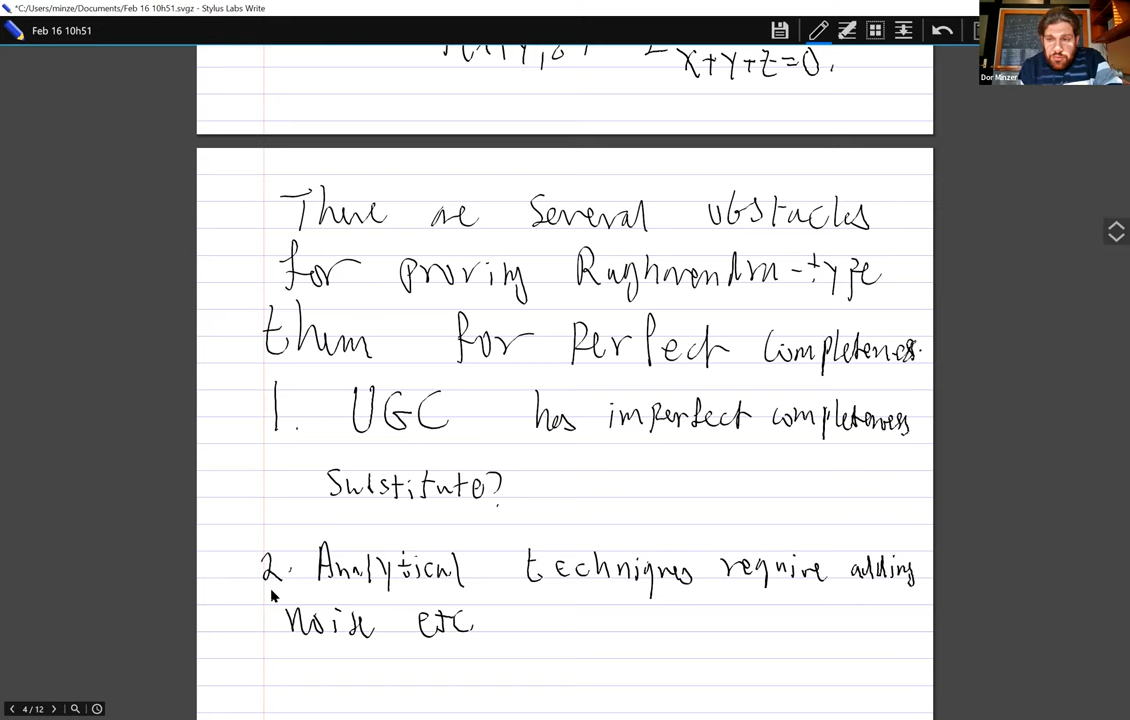 *C:/Users/minze/Documents/Feb 16 10h51.svgz - Stylus Labs Write
Feb 16 10h51
X+Y+Z=0.
Dor Minzer
There are several obstacles
for proving Raghavendra-type
thm for perfect completeness.
1. UGC has imperfect completeness
Substitute?
2. Analytical techniques require adding
noise etc
4 / 12